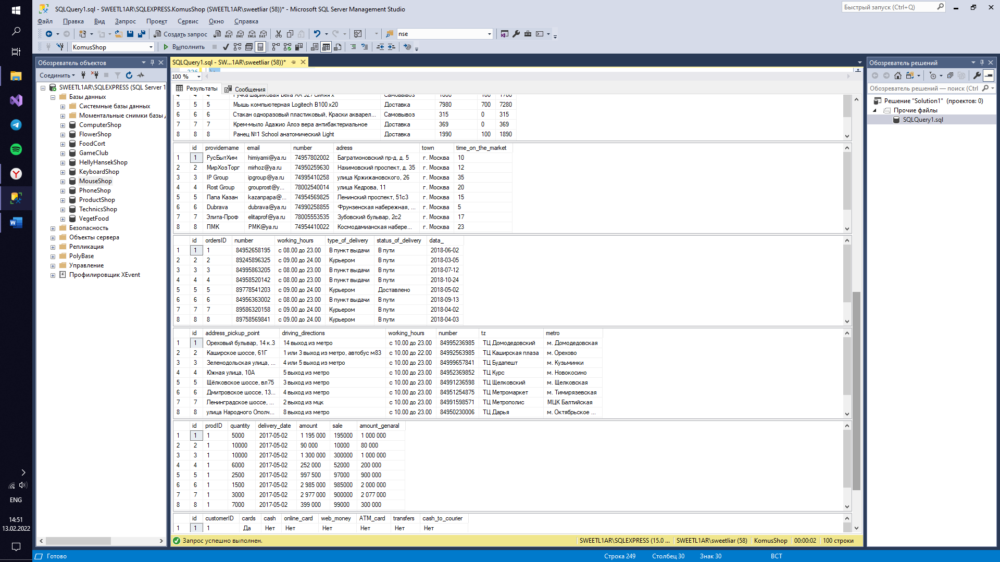 SQLQuery1.sql - SWEETL1AR\SQLEXPRESS.KomusShop (SWEETL1AR\sweetliar (58))* - Microsoft SQL Server Management Studio
Быстрый запуск (Ctrl+Q)
Файл Правка Вид Запрос Проект Сервис Окно Справка
Создать запрос MDX DMX XMLA DAX nse
KomusShop Выполнить
Обозреватель объектов
Соединить
SWEETL1AR\SQLEXPRESS (SQL Server 1
Базы данных
Системные базы данных
Моментальные снимки базы д
ComputerShop
FlowerShop
FoodCort
GameClub
HellyHansekShop
KeyboardShop
MouseShop
PhoneShop
ProductShop
TechnicsShop
VegetFood
Безопасность
Объекты сервера
Репликация
PolyBase
Управление
Профилировщик XEvent
SQLQuery1.sql - SW...1AR\sweetliar (58))*
100 %
Результаты Сообщения
4 4 4 Ручка шариковая Beifa AA 927 синяя x Самовывоз 1800 100 1700
5 5 5 Мышь компьютерная Logitech B100 x20 Доставка 7980 700 7280
6 6 6 Стакан одноразовый пластиковый, Краски акварел... Самовывоз 315 0 315
7 7 7 Крем-мыло Адажио Алоэ вера антибактериальное Доставка 369 0 369
8 8 8 Ранец №1 School анатомический Light Доставка 1990 100 1890
id providername email number adress town time_on_the_market
1 1 РусБытХим himiyami@ya.ru 74957802002 Багратионовский пр-д, д. 5 г. Москва 10
2 2 МирХозТорг mirhoz@ya.ru 74950259630 Нахимовский проспект, д. 35 г. Москва 12
3 3 IP Group ipgroup@ya.ru 74995410258 улица Кржижановского, 26 г. Москва 35
4 4 Rost Group grouprost@y... 78002540014 улица Кедрова, 11 г. Москва 20
5 5 Папа Казан kazanpapa@... 74954569825 Ленинский проспект, 51с3 г. Москва 15
6 6 Dubrava dubrava@ya.ru 74990258855 Фрунзенская набережная, ... г. Москва 5
7 7 Элита-Проф elitaprof@ya.ru 78005553535 Зубовский бульвар, 2с2 г. Москва 17
8 8 ПМК PMK@ya.ru 74954410022 Космодамианская набере... г. Москва 23
id ordersID number working_hours type_of_delivery status_of_delivery data_
1 1 1 84952658195 с 08.00 до 23.00 В пункт выдачи В пути 2018-06-02
2 2 2 89245896325 с 09.00 до 24.00 Курьером В пути 2018-03-05
3 3 3 84995863205 с 08.00 до 23.00 В пункт выдачи В пути 2018-07-12
4 4 4 84958520142 с 08.00 до 23.00 В пункт выдачи В пути 2018-10-24
5 5 5 89778541203 с 09.00 до 24.00 Курьером Доставлено 2018-05-02
6 6 6 84956363002 с 08.00 до 23.00 В пункт выдачи В пути 2018-09-13
7 7 7 89586320158 с 09.00 до 24.00 Курьером В пути 2018-04-02
8 8 8 89758569841 с 09.00 до 24.00 Курьером В пути 2018-04-03
id address_pickup_point driving_directions working_hours number tz metro
1 1 Ореховый бульвар, 14 к.3 14 выход из метро с 10.00 до 23.00 84995236985 ТЦ Домодедовский м. Домодедовская
2 2 Каширское шоссе, 61Г 1 или 3 выход из метро, автобус м83 с 10.00 до 22.00 84992563985 ТЦ Каширская плаза м. Орехово
3 3 Зеленодольская улица, ... 4 или 5 выход из метро с 10.00 до 23.00 84999657841 ТЦ Будапешт м. Кузьминки
4 4 Южная улица, 10А 5 выход из метро с 10.00 до 23.00 84952369852 ТЦ Курс м. Новокосино
5 5 Щёлковское шоссе, вл75 3 выход из метро с 10.00 до 23.00 84991236598 ТЦ Щелковский м. Щелковская
6 6 Дмитровское шоссе, 13... 4 выход из метро с 10.00 до 23.00 84951254875 ТЦ Метромаркет м. Тимирязевская
7 7 Ленинградское шоссе, ... 2 выход из мцк с 10.00 до 23.00 84991598571 ТЦ Метрополис МЦК Балтийская
8 8 улица Народного Ополч... 8 выход из метро с 10.00 до 23.00 84950230006 ТЦ Дарья м. Октябрьское ...
id prodID quantity delivery_date amount sale amount_genaral
1 1 1 5000 2017-05-02 1 195 000 195000 1 000 000
2 2 1 10000 2017-05-02 90 000 10000 80 000
3 3 1 10000 2017-05-02 1 300 000 300000 1 000 000
4 4 1 6000 2017-05-02 252 000 52000 200 000
5 5 1 2500 2017-05-02 997 500 97000 900 000
6 6 1 1500 2017-05-02 2 985 000 985000 2 000 000
7 7 1 3000 2017-05-02 2 977 000 900000 2 077 000
8 8 1 7000 2017-05-02 399 000 99000 300 000
id customerID cards cash online_card web_money ATM_card transfers cash_to_courier
1 1 1 Да Нет Нет Нет Нет Нет Нет
Запрос успешно выполнен. SWEETL1AR\SQLEXPRESS (15.0 ... SWEETL1AR\sweetliar (58) KomusShop 00:00:02 100 строки
Обозреватель решений
Обозреватель решений — поиск (Ctrl
Решение "Solution1" (проектов: 0)
Прочие файлы
SQLQuery1.sql
Готово Строка 249 Столбец 30 Знак 30 ВСТ
ENG
14:51
13.02.2022